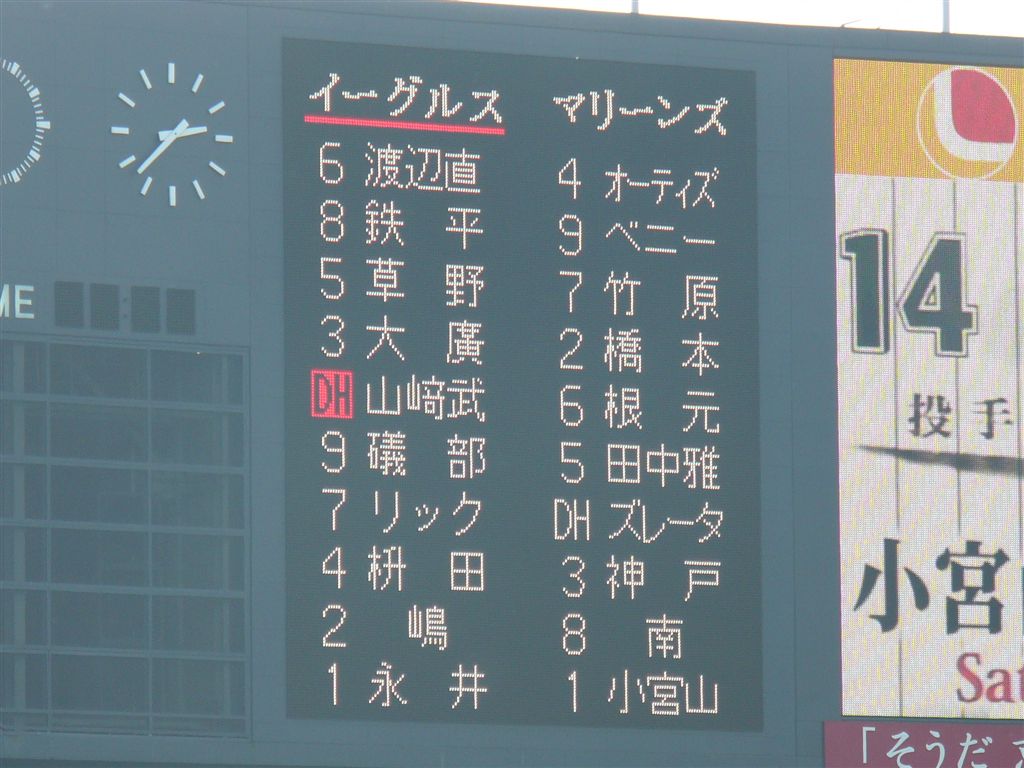 イーグルス マリーンズ
6 渡辺直 4 オーティズ
8 鉄平 9 ベニー
5 草野 7 竹原
3 大廣 2 橋本
DH 山崎武 6 根元
9 礒部 5 田中雅
7 リック DH ズレータ
4 枡田 3 神戸
2 嶋 8 南
1 永井 1 小宮山
ME
14
投手
小宮
Sat
「そうだ